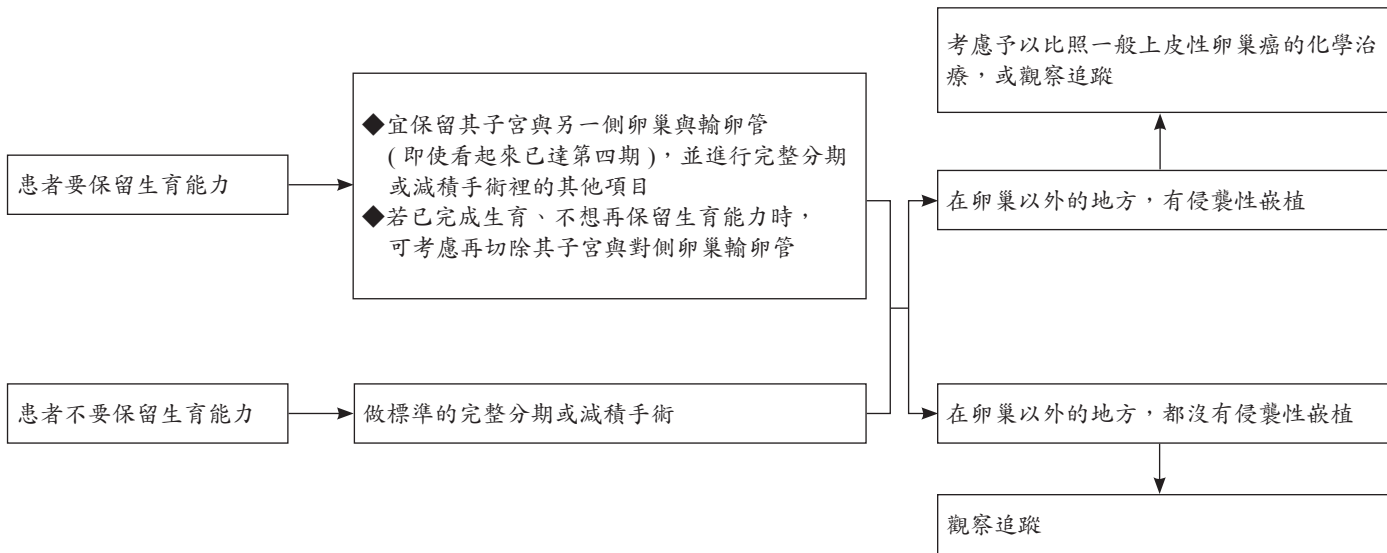 患者要保留生育能力
◆宜保留其子宮與另一側卵巢與輸卵管
(即使看起來已達第四期)，並進行完整分期
或減積手術裡的其他項目
◆若已完成生育、不想再保留生育能力時，
可考慮再切除其子宮與對側卵巢輸卵管
考慮予以比照一般上皮性卵巢癌的化學治
療，或觀察追蹤
在卵巢以外的地方，有侵襲性嵌植
患者不要保留生育能力
做標準的完整分期或減積手術
在卵巢以外的地方，都沒有侵襲性嵌植
觀察追蹤